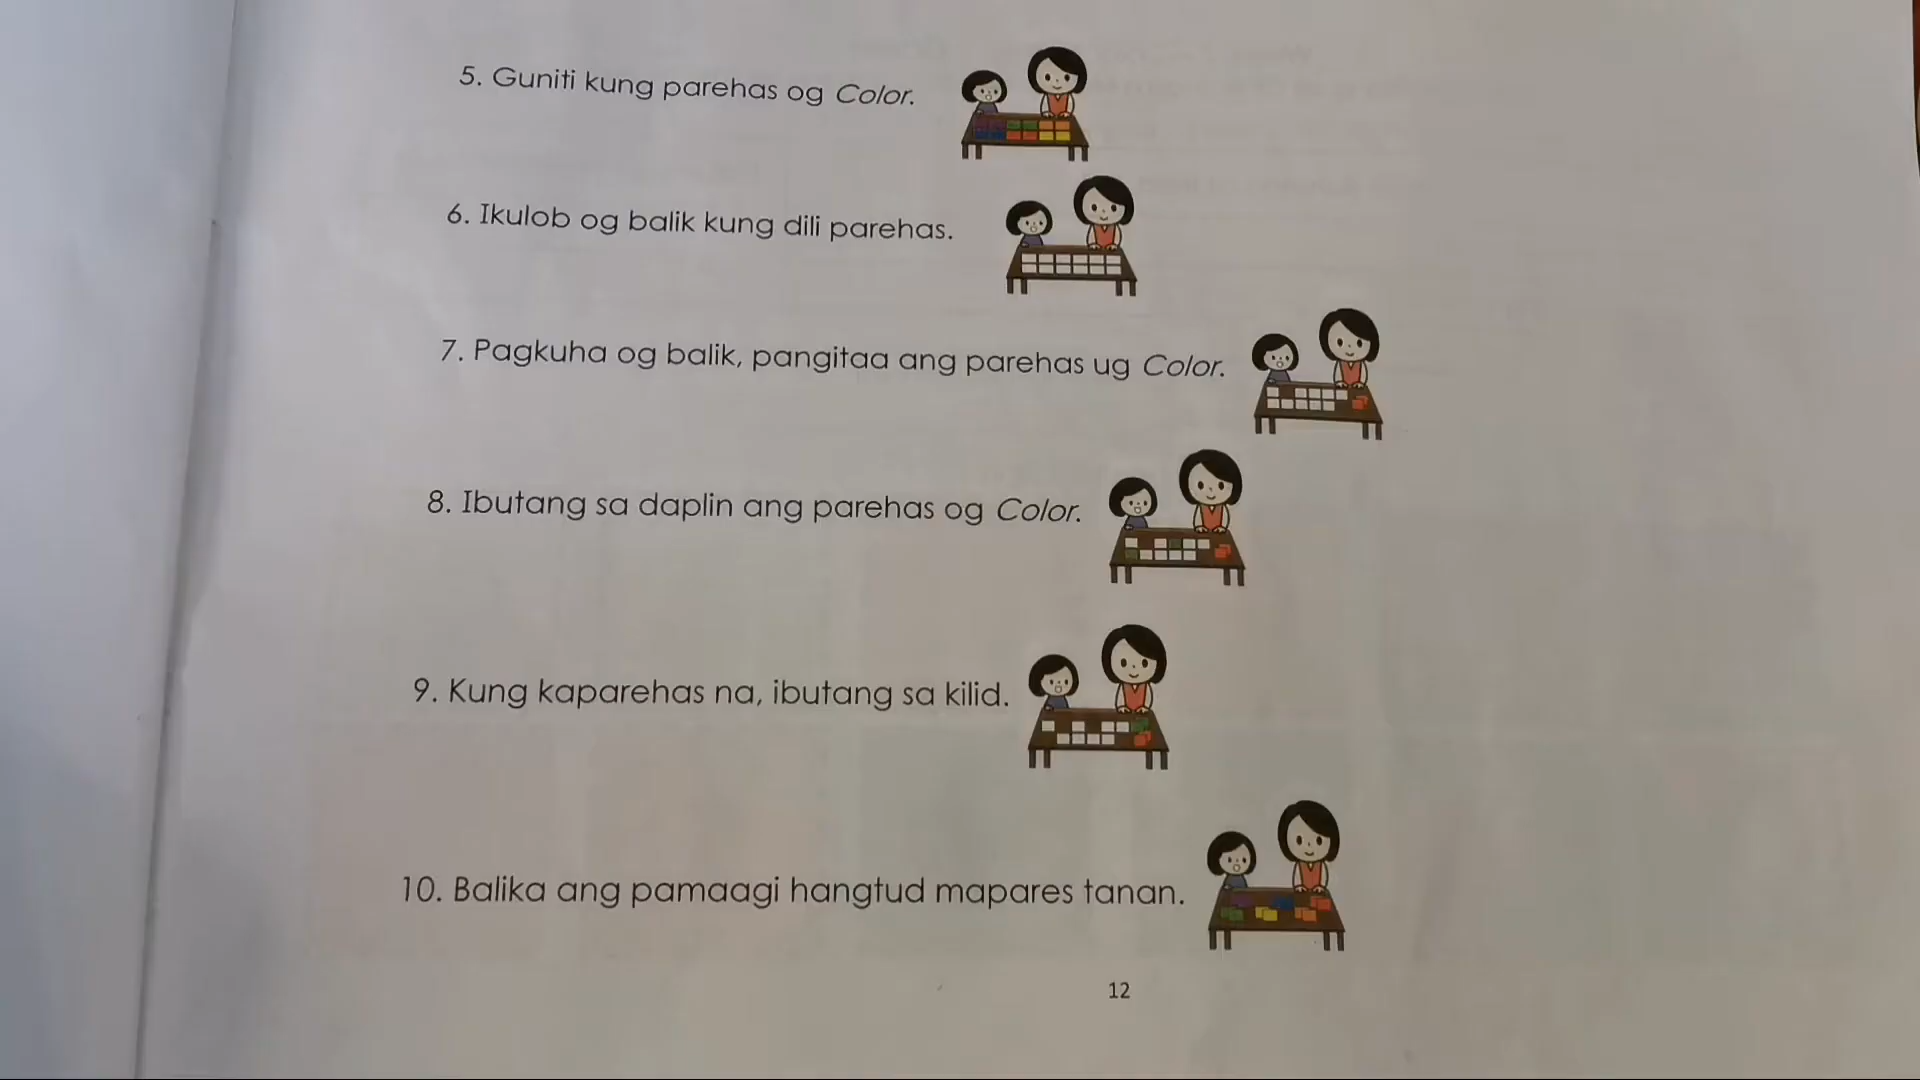 5. Guniti kung parehas og Color.
6. Ikulob og balik kung dili parehas.
7. Pagkuha og balik, pangitaa ang parehas ug Color.
8. Ibutang sa daplin ang parehas og Color.
9. Kung kaparehas na, ibutang sa kilid.
10. Balika ang pamaagi hangtud mapares tanan.
12